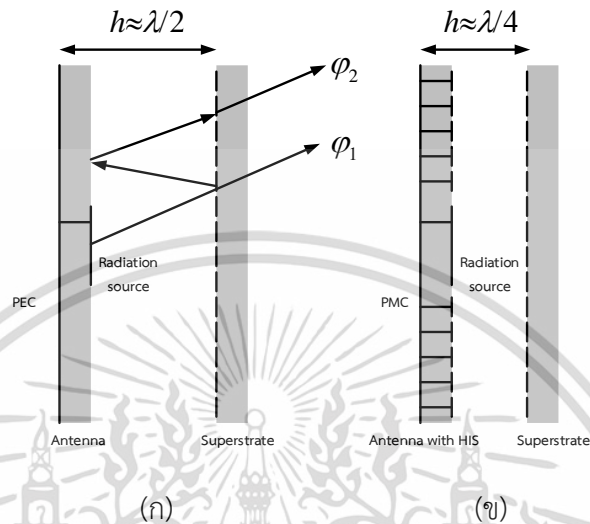 h≈λ/2
h≈λ/4
φ₂
φ₁
Radiation
source
PEC
Radiation
source
PMC
Antenna
Superstrate
Antenna with HIS
Superstrate
(ก)
(ข)